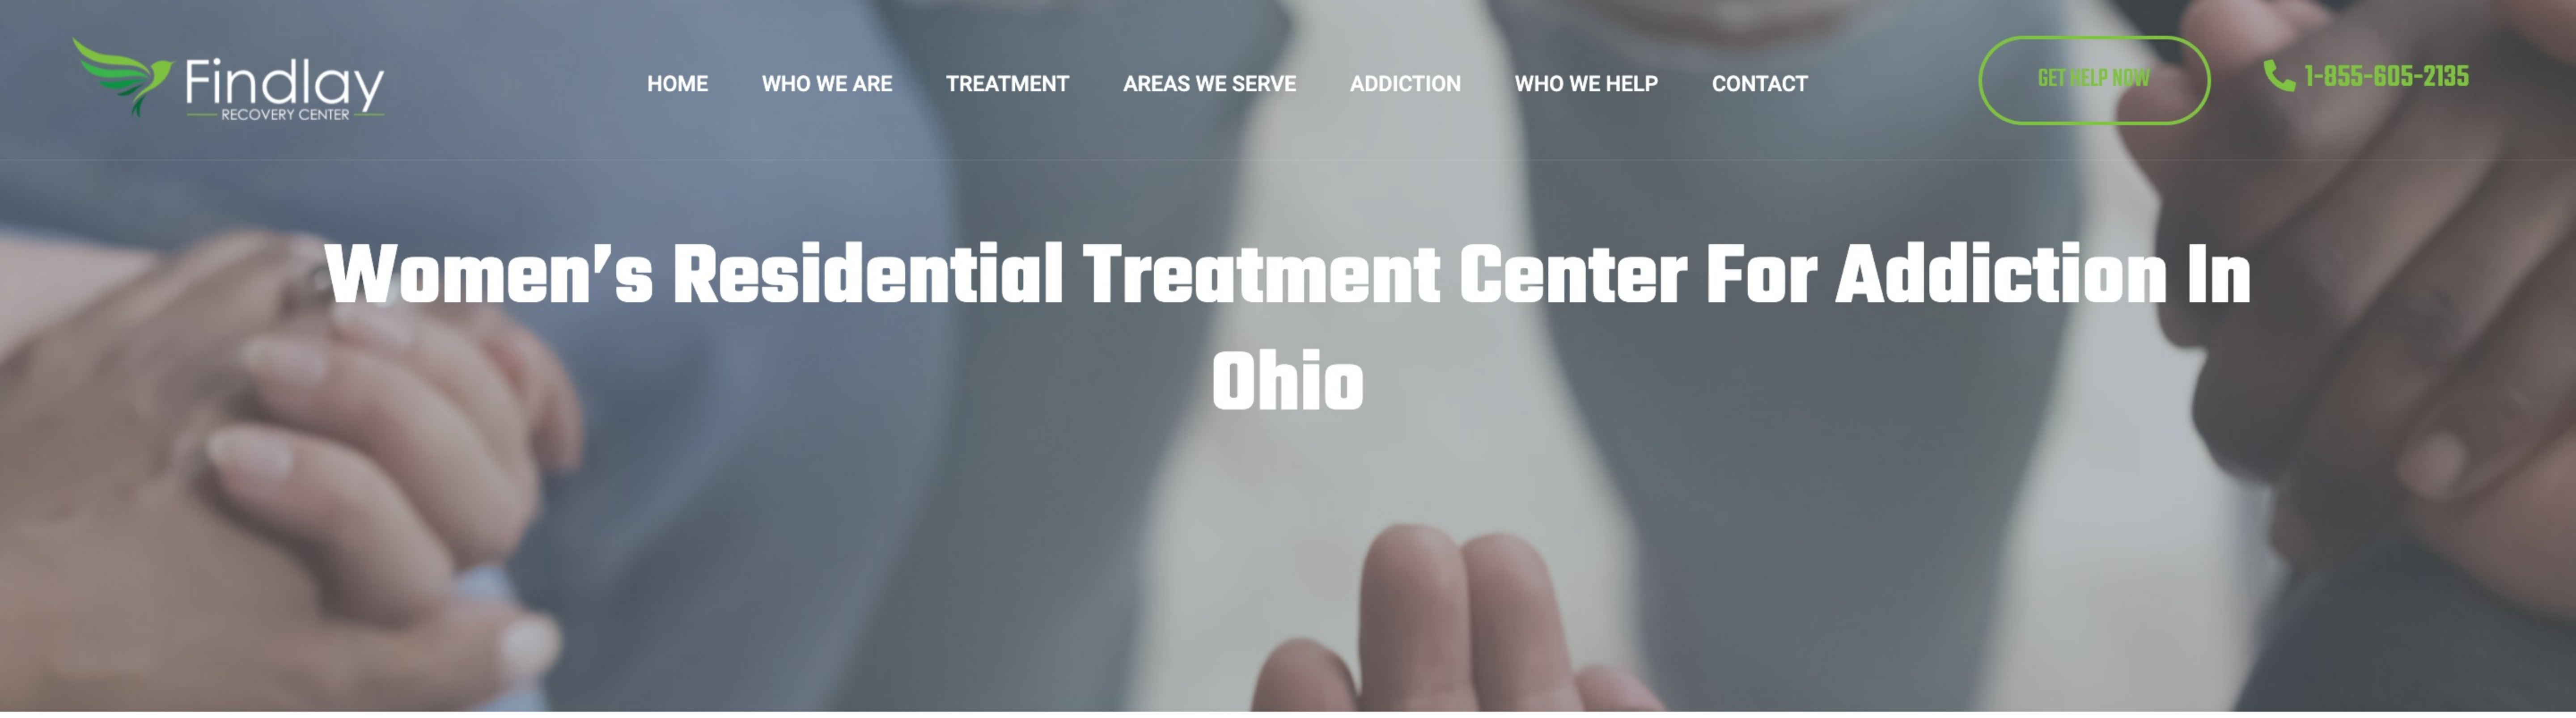 Findlay
RECOVERY CENTER
HOME WHO WE ARE TREATMENT AREAS WE SERVE ADDICTION WHO WE HELP CONTACT
GET HELP NOW
1-855-605-2135
Women’s Residential Treatment Center For Addiction In
Ohio